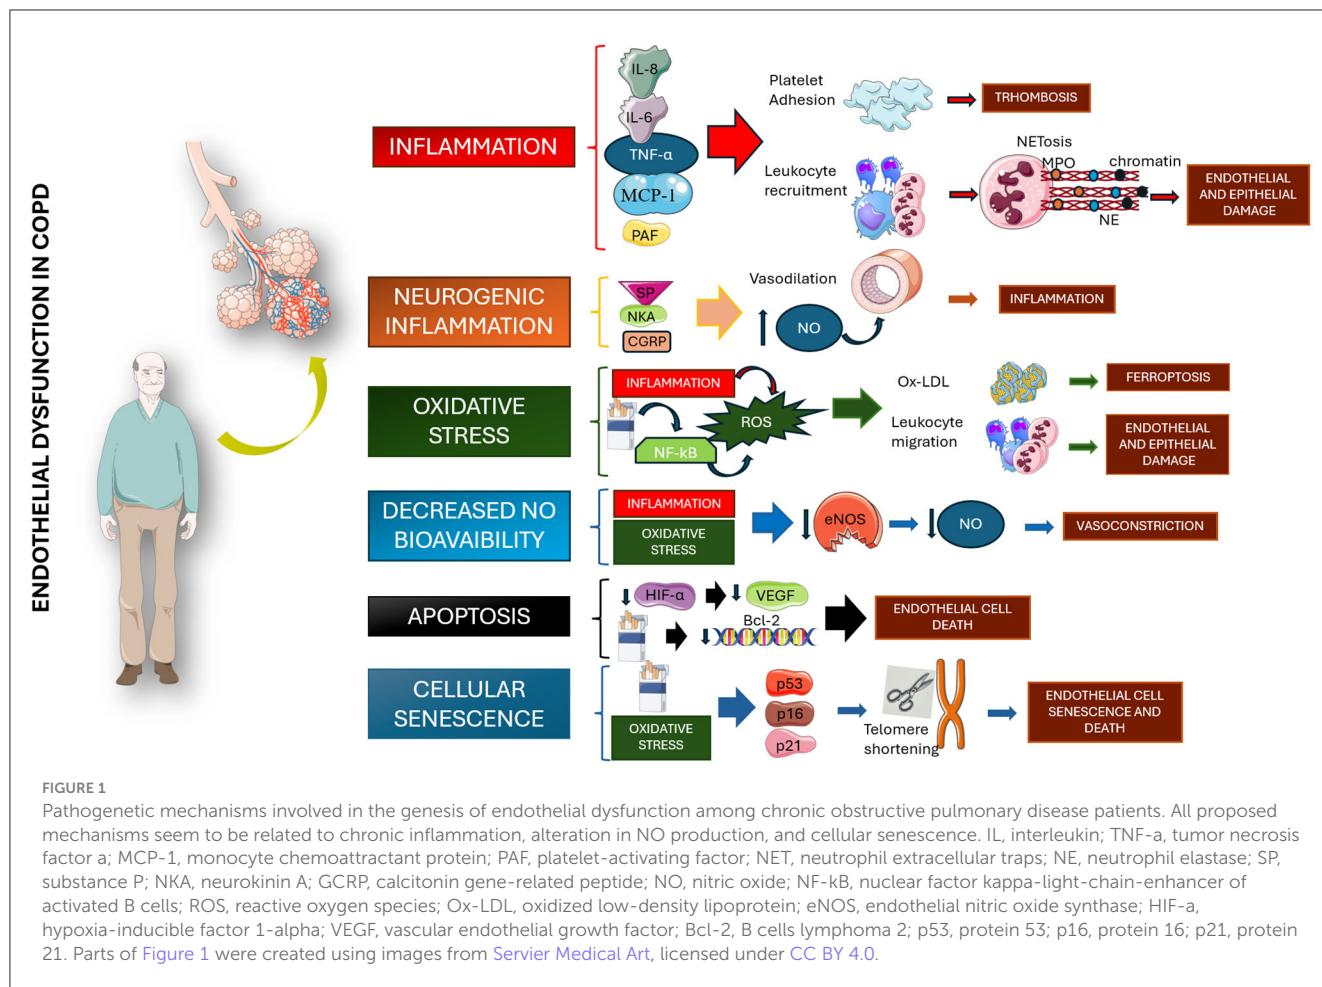 ENDOTHELIAL DYSFUNCTION IN COPD
INFLAMMATION
IL-8
IL-6
TNF-α
MCP-1
PAF
Platelet
Adhesion
TRHOMBOSIS
Leukocyte
recruitment
NETosis
MPO
chromatin
NE
ENDOTHELIAL
AND EPITHELIAL
DAMAGE
NEUROGENIC
INFLAMMATION
SP
NKA
CGRP
Vasodilation
NO
INFLAMMATION
OXIDATIVE
STRESS
INFLAMMATION
NF-kB
ROS
Ox-LDL
FERROPTOSIS
Leukocyte
migration
ENDOTHELIAL
AND EPITHELIAL
DAMAGE
DECREASED NO
BIOAVAIBILITY
INFLAMMATION
OXIDATIVE
STRESS
eNOS
NO
VASOCONSTRICTION
APOPTOSIS
HIF-α
VEGF
Bcl-2
ENDOTHELIAL CELL
DEATH
CELLULAR
SENESCENCE
OXIDATIVE
STRESS
p53
p16
p21
Telomere
shortening
ENDOTHELIAL CELL
SENESCENCE AND
DEATH
FIGURE 1
Pathogenetic mechanisms involved in the genesis of endothelial dysfunction among chronic obstructive pulmonary disease patients. All proposed
mechanisms seem to be related to chronic inflammation, alteration in NO production, and cellular senescence. IL, interleukin; TNF-a, tumor necrosis
factor a; MCP-1, monocyte chemoattractant protein; PAF, platelet-activating factor; NET, neutrophil extracellular traps; NE, neutrophil elastase; SP,
substance P; NKA, neurokinin A; GCRP, calcitonin gene-related peptide; NO, nitric oxide; NF-kB, nuclear factor kappa-light-chain-enhancer of
activated B cells; ROS, reactive oxygen species; Ox-LDL, oxidized low-density lipoprotein; eNOS, endothelial nitric oxide synthase; HIF-a,
hypoxia-inducible factor 1-alpha; VEGF, vascular endothelial growth factor; Bcl-2, B cells lymphoma 2; p53, protein 53; p16, protein 16; p21, protein
21. Parts of Figure 1 were created using images from Servier Medical Art, licensed under CC BY 4.0.